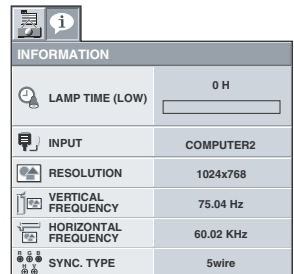 INFORMATION
LAMP TIME (LOW)
0 H
INPUT
COMPUTER2
RESOLUTION
1024x768
VERTICAL
FREQUENCY
75.04 Hz
HORIZONTAL
FREQUENCY
60.02 KHz
R G B
H V
SYNC. TYPE
5wire